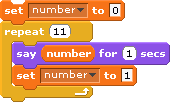 set number to 0
repeat 11
say number for 1 secs
set number to 1